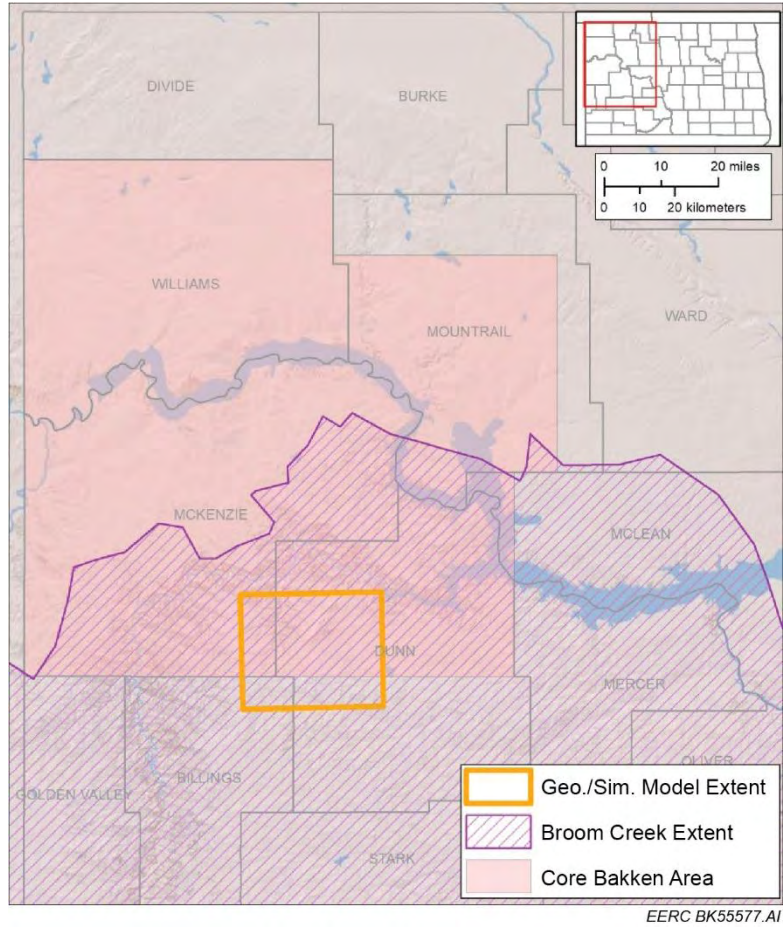 DIVIDE
BURKE
0 10 20 miles
0 10 20 kilometers
WILLIAMS
MOUNTRAIL
WARD
MCKENZIE
MCLEAN
DUNN
MERCER
OLIVER
GOLDEN VALLEY
BILLINGS
STARK
Geo./Sim. Model Extent
Broom Creek Extent
Core Bakken Area
EERC BK55577.AI